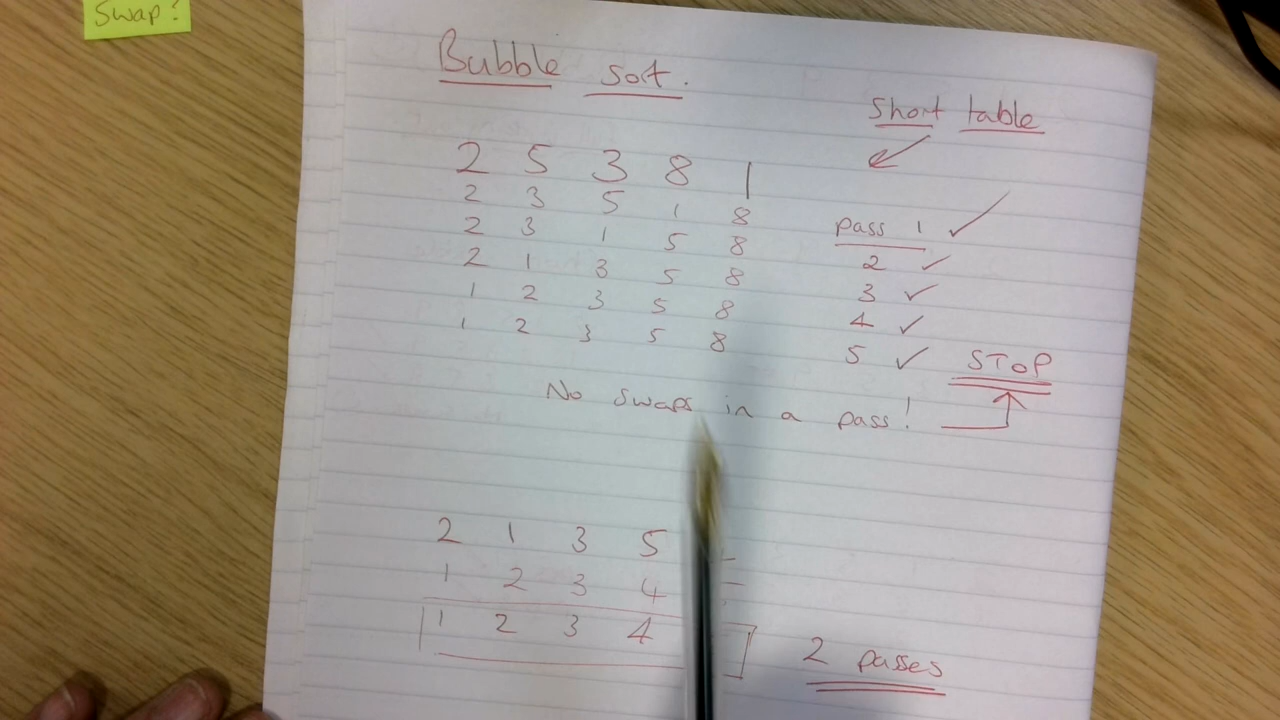 Swap?
Bubble sort.
Short table
2 5 3 8 1
2 3 5 1 8 pass 1 ✓
2 3 1 5 8 2 ✓
2 1 3 5 8 3 ✓
1 2 3 5 8 4 ✓
1 2 3 5 8 5 ✓ STOP
No swaps in a pass!
2 1 3 5
1 2 3 4
1 2 3 4
2 passes